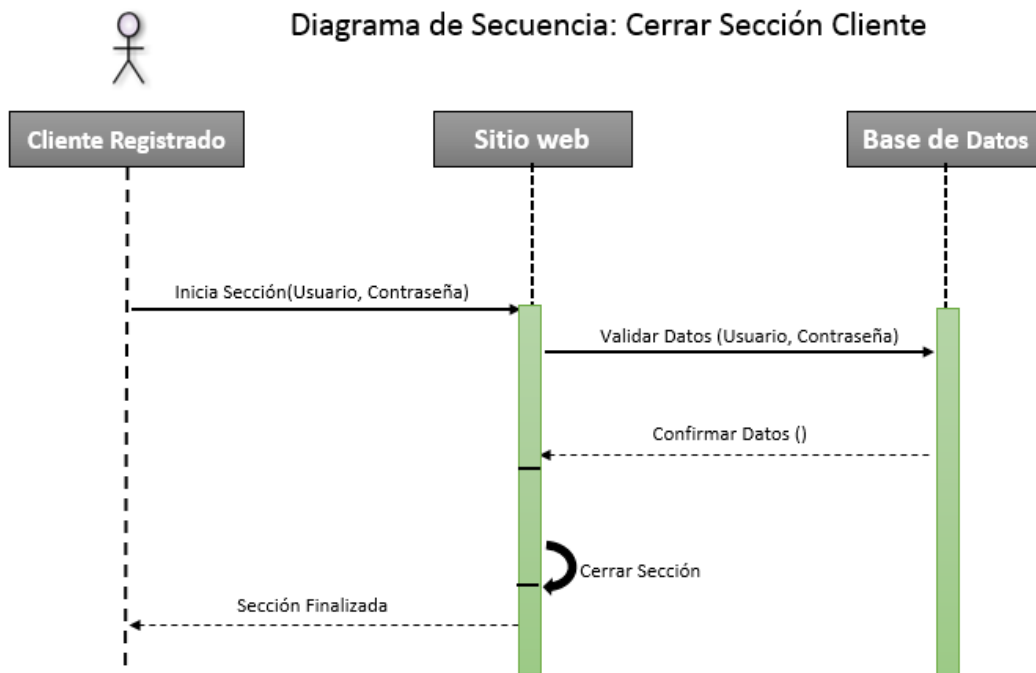 Diagrama de Secuencia: Cerrar Sección Cliente
Cliente Registrado
Sitio web
Base de Datos
Inicia Sección(Usuario, Contraseña)
Validar Datos (Usuario, Contraseña)
Confirmar Datos ()
Cerrar Sección
Sección Finalizada